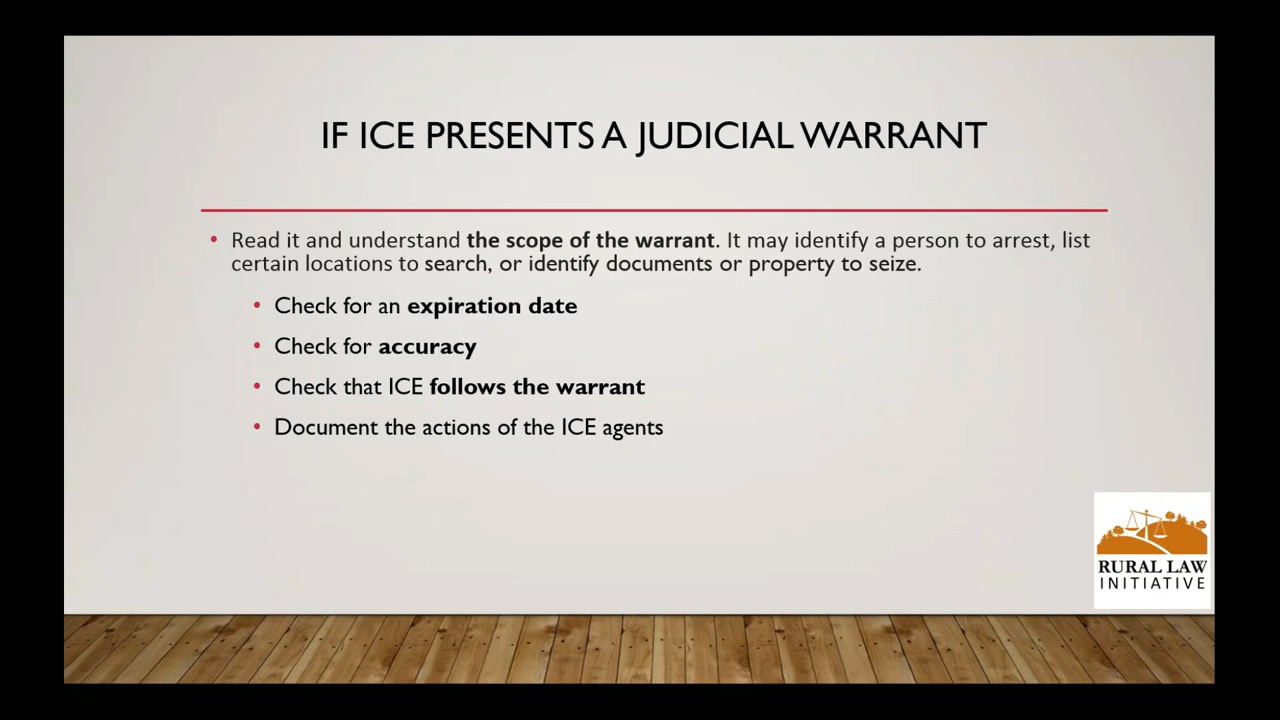 IF ICE PRESENTS A JUDICIAL WARRANT
• Read it and understand the scope of the warrant. It may identify a person to arrest, list
certain locations to search, or identify documents or property to seize.
• Check for an expiration date
• Check for accuracy
• Check that ICE follows the warrant
• Document the actions of the ICE agents
RURAL LAW
INITIATIVE